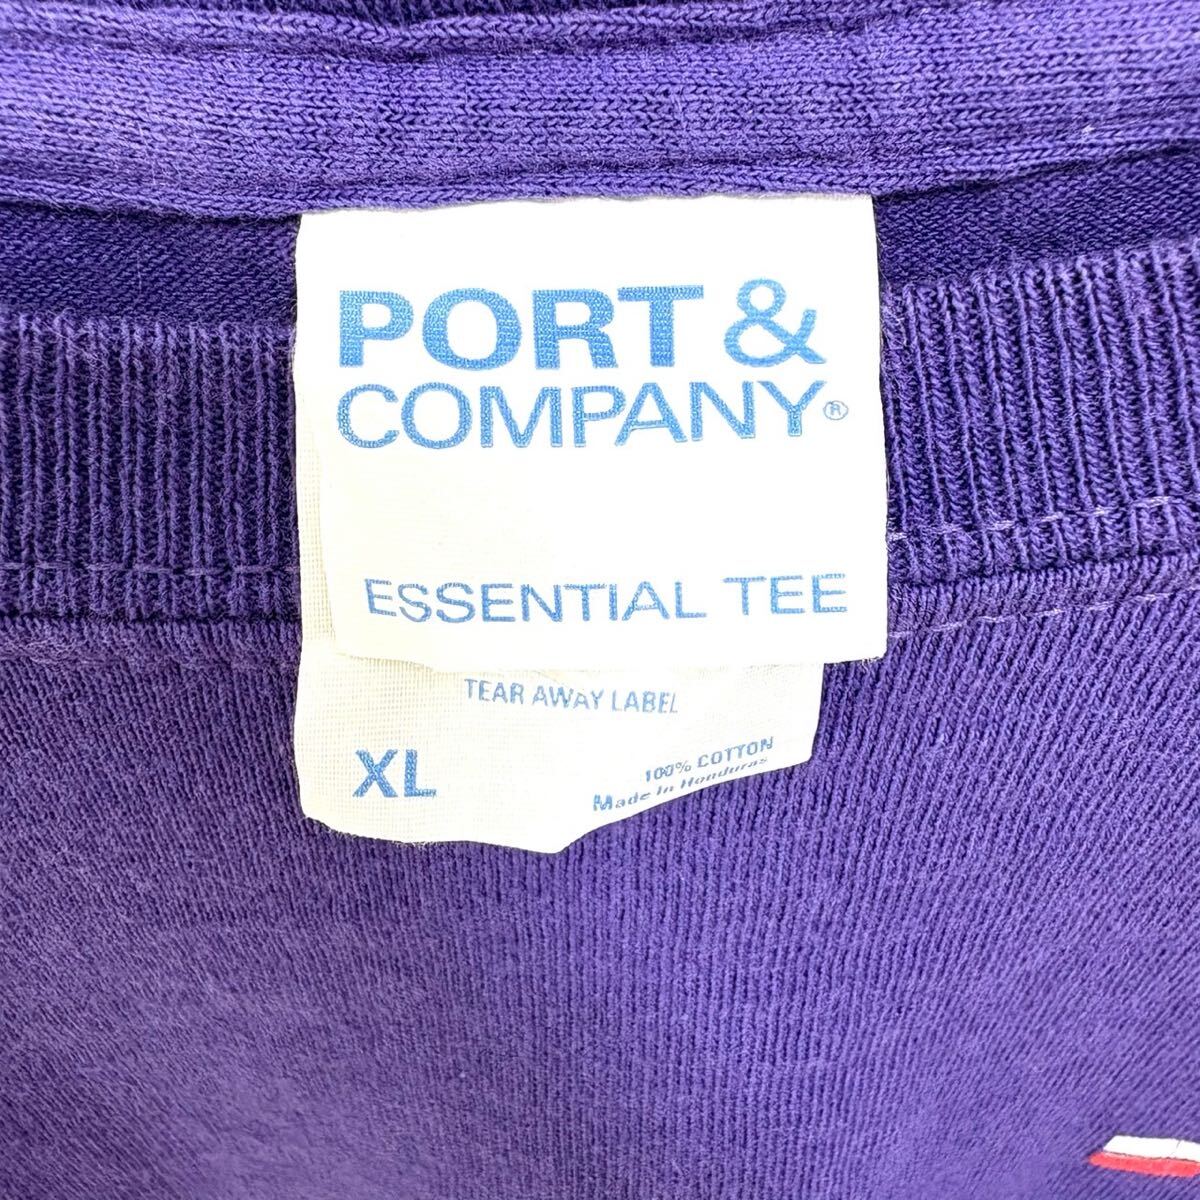 PORT &
COMPANY®
ESSENTIAL TEE
TEAR AWAY LABEL
XL
100% COTTON
Made in Honduras